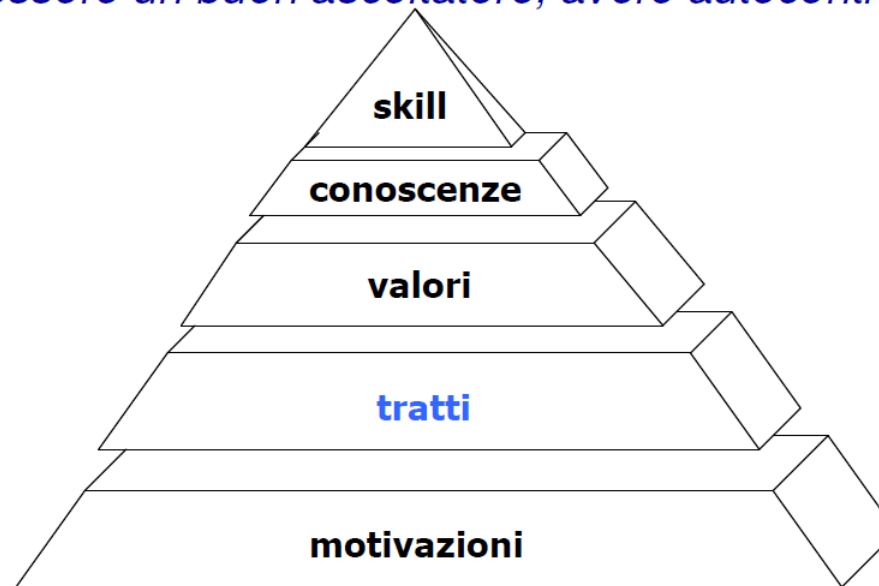 un buon ascoltatore, avere
skill
conoscenze
valori
tratti
motivazioni